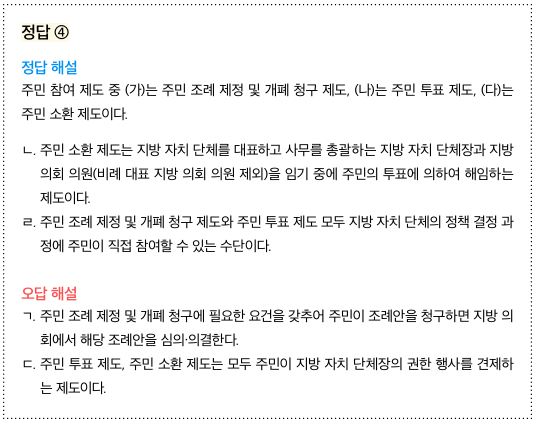 정답 ④
정답 해설
주민 참여 제도 중 (가)는 주민 조례 제정 및 개폐 청구 제도, (나)는 주민 투표 제도, (다)는
주민 소환 제도이다.
ㄴ. 주민 소환 제도는 지방 자치 단체를 대표하고 사무를 총괄하는 지방 자치 단체장과 지방
의회 의원(비례 대표 지방 의회 의원 제외)을 임기 중에 주민의 투표에 의하여 해임하는
제도이다.
ㄹ. 주민 조례 제정 및 개폐 청구 제도와 주민 투표 제도 모두 지방 자치 단체의 정책 결정 과
정에 주민이 직접 참여할 수 있는 수단이다.
오답 해설
ㄱ. 주민 조례 제정 및 개폐 청구에 필요한 요건을 갖추어 주민이 조례안을 청구하면 지방 의
회에서 해당 조례안을 심의·의결한다.
ㄷ. 주민 투표 제도, 주민 소환 제도는 모두 주민이 지방 자치 단체장의 권한 행사를 견제하
는 제도이다.